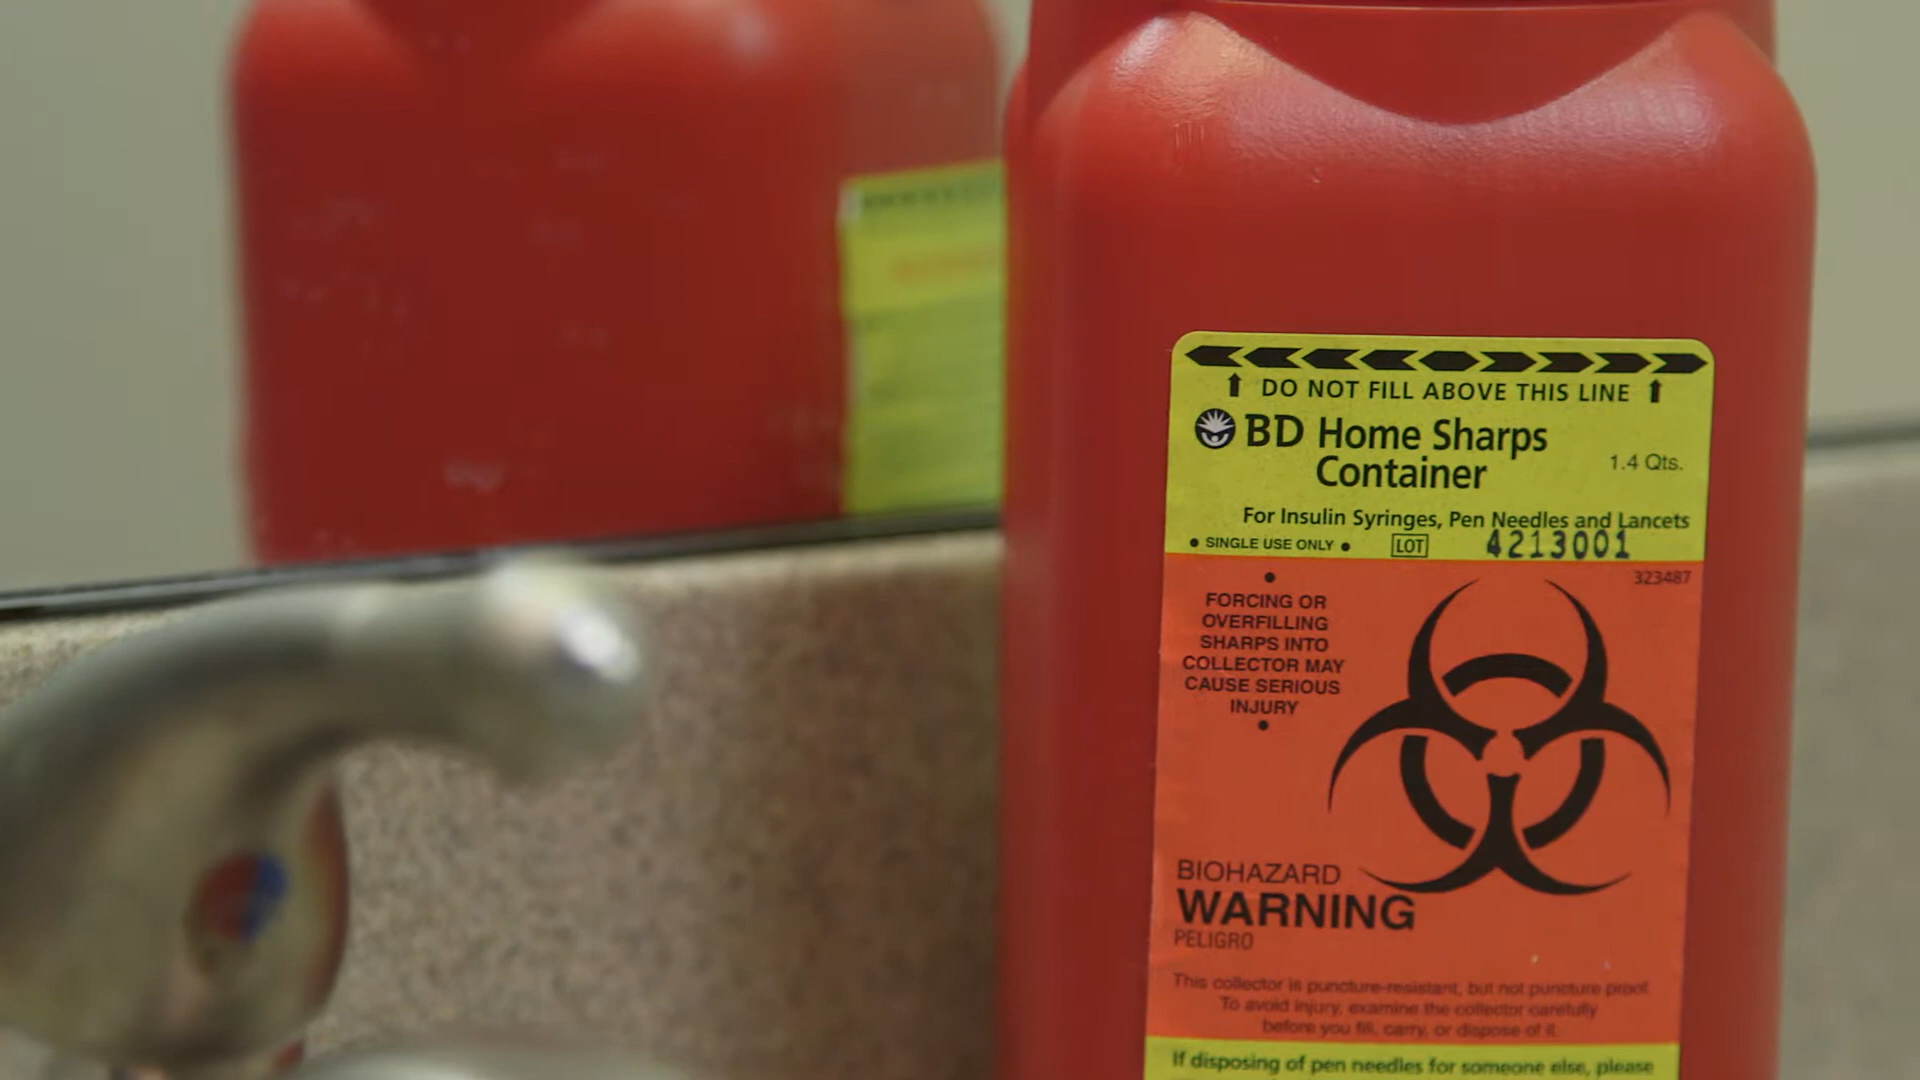 DO NOT FILL ABOVE THIS LINE
BD Home Sharps
Container
1.4 Qts.
For Insulin Syringes, Pen Needles and Lancets
• SINGLE USE ONLY • LOT 4213001
323487
FORCING OR
OVERFILLING
SHARPS INTO
COLLECTOR MAY
CAUSE SERIOUS
INJURY
BIOHAZARD
WARNING
PELIGRO
This collector is puncture-resistant, but not puncture proof.
To avoid injury, examine the collector carefully
before you fill, carry, or dispose of it.
If disposing of pen needles for someone else, please